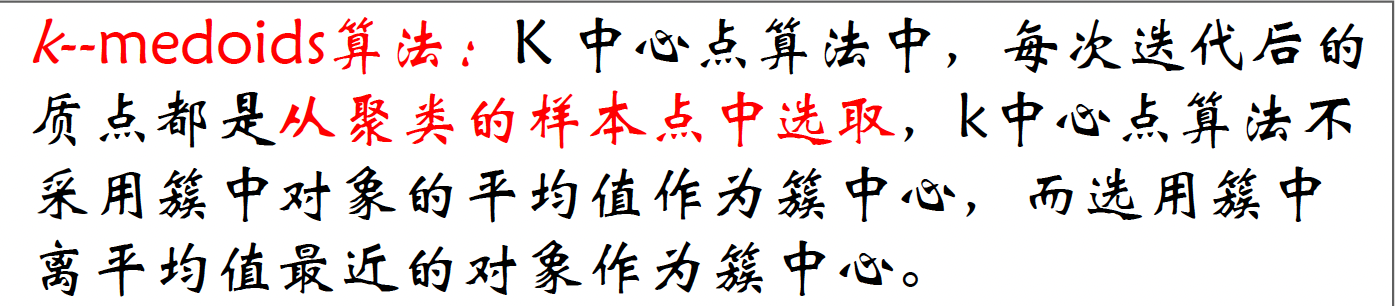 k--medoids算法：K 中心点算法中，每次迭代后的
质点都是从聚类的样本点中选取，k中心点算法不
采用簇中对象的平均值作为簇中心，而选用簇中
离平均值最近的对象作为簇中心。